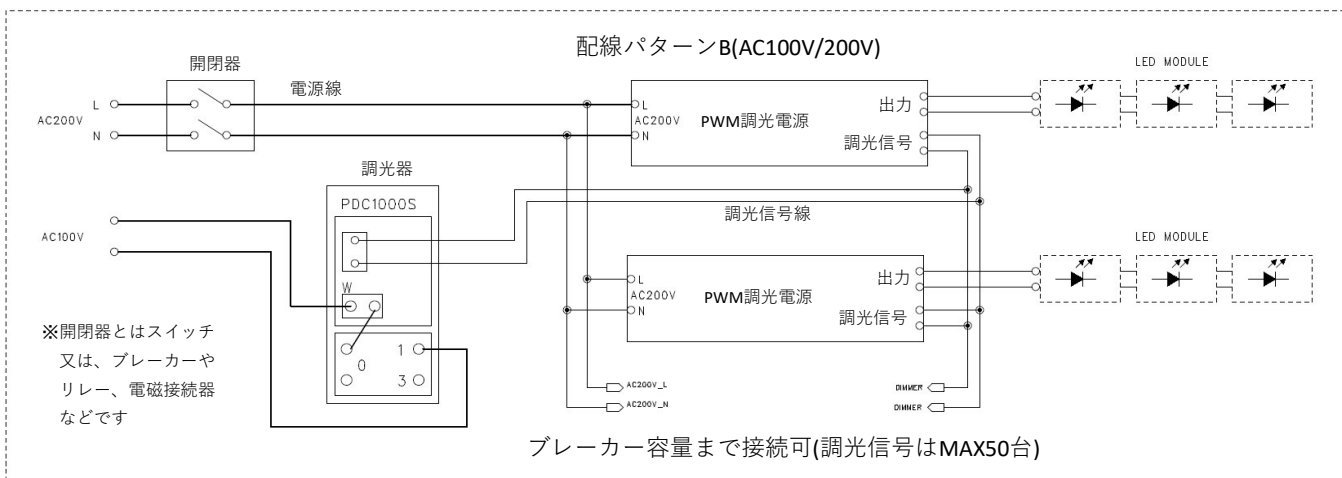 配線パターンB(AC100V/200V)
開閉器
LED MODULE
電源線
L
AC200V
N
L
AC200V
N
PWM調光電源
出力
調光信号
調光器
PDC1000S
調光信号線
AC100V
LED MODULE
W
L
AC200V
N
PWM調光電源
出力
調光信号
※開閉器とはスイッチ
又は、ブレーカーや
リレー、電磁接続器
などです
0
1
3
AC200V_L
DIMMER
AC200V_N
DIMMER
ブレーカー容量まで接続可(調光信号はMAX50台)